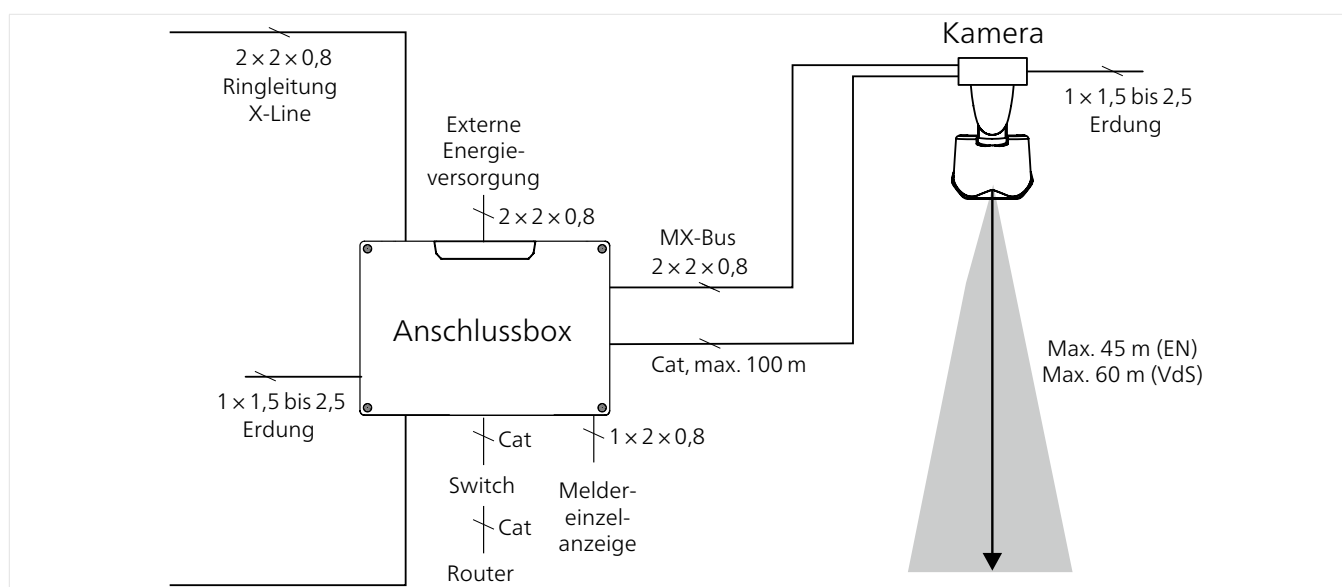 Kamera
2 × 2 × 0,8
Ringleitung
X-Line
1 × 1,5 bis 2,5
Erdung
Externe
Energie-
versorgung
2 × 2 × 0,8
MX-Bus
2 × 2 × 0,8
Anschlussbox
Max. 45 m (EN)
Max. 60 m (VdS)
Cat, max. 100 m
1 × 1,5 bis 2,5
Erdung
Cat
1 × 2 × 0,8
Switch
Melder-
einzel-
anzeige
Cat
Router